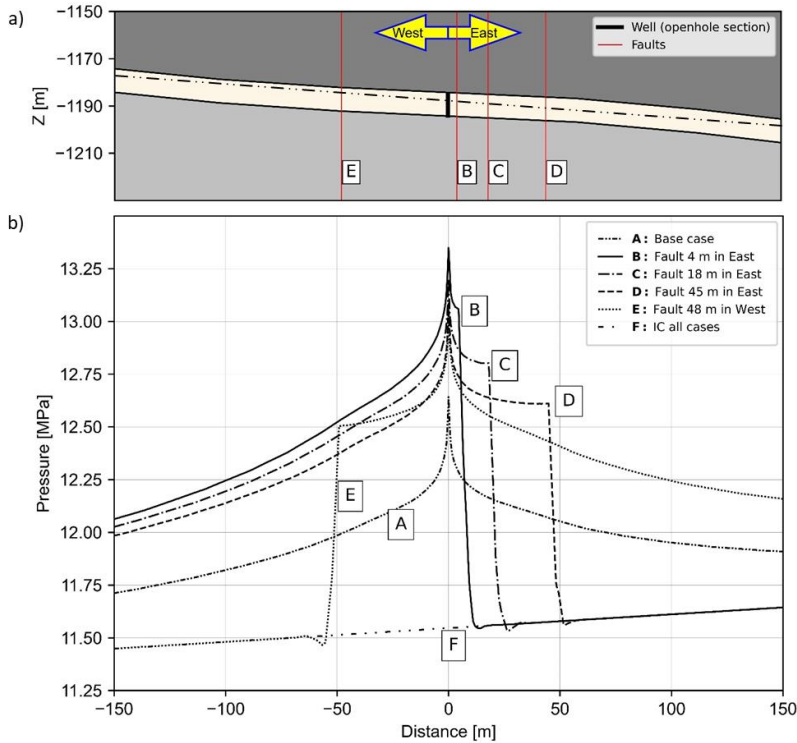 a)
−1150
−1170
−1190
−1210
Z [m]
West
East
Well (openhole section)
Faults
E
B
C
D
b)
13.25
13.00
12.75
12.50
12.25
12.00
11.75
11.50
11.25
Pressure [MPa]
A: Base case
B: Fault 4 m in East
C: Fault 18 m in East
D: Fault 45 m in East
E: Fault 48 m in West
F: IC all cases
B
C
D
E
A
F
−150
−100
−50
0
50
100
150
Distance [m]